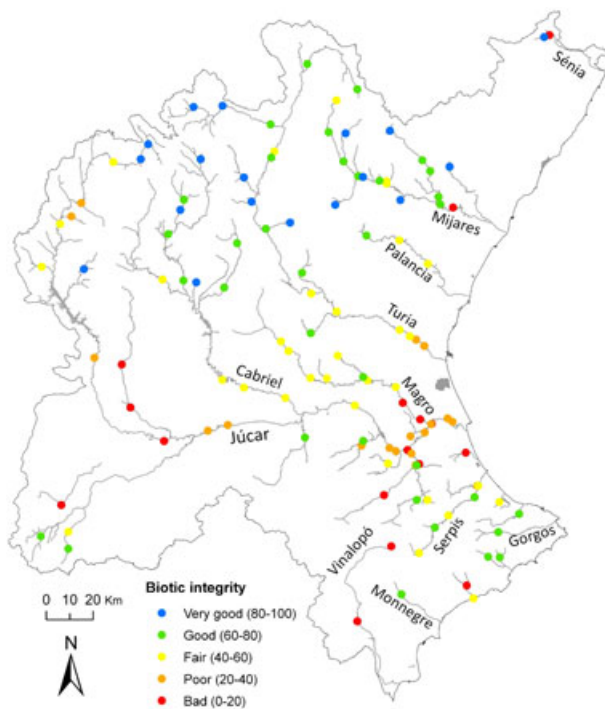 Sénia
Mijares
Palancia
Turia
Cabriel
Magro
Júcar
Vinalopó
Serpis
Gorgos
Monnegre
Biotic integrity
0 10 20 Km
Very good (80-100)
Good (60-80)
Fair (40-60)
Poor (20-40)
Bad (0-20)
N